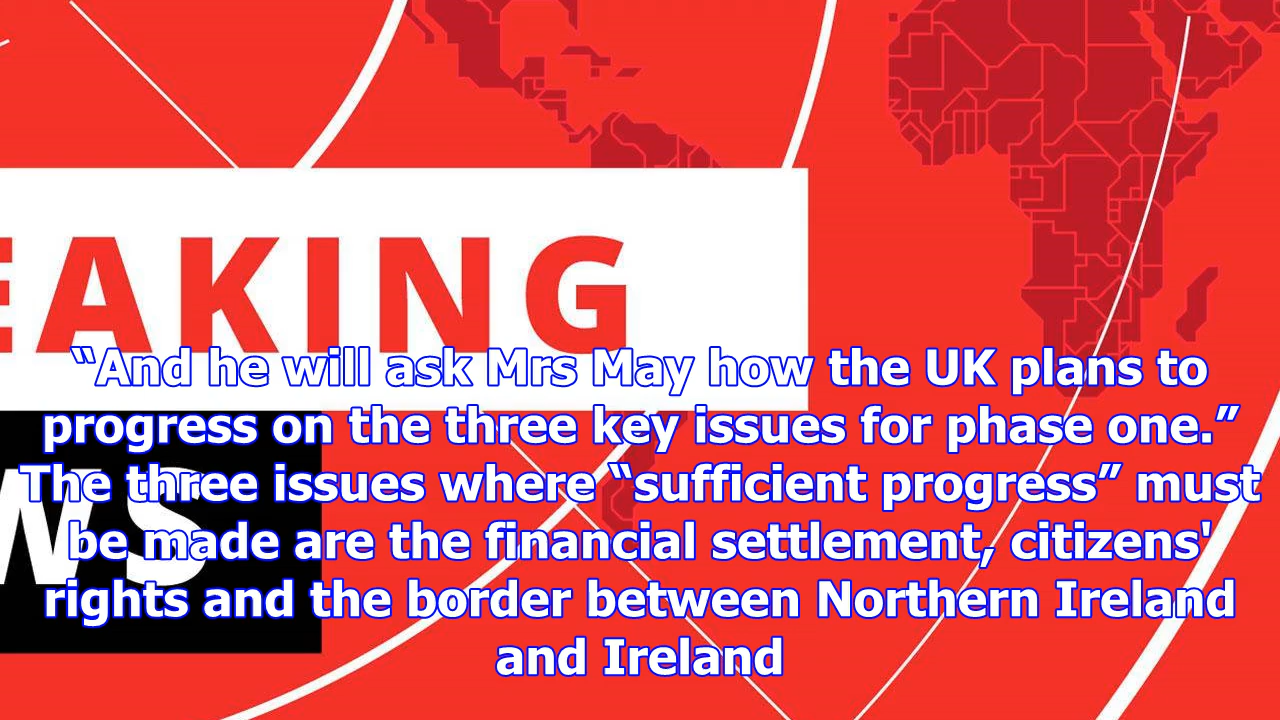 EAKING
WS
“And he will ask Mrs May how the UK plans to
progress on the three key issues for phase one.”
The three issues where “sufficient progress” must
be made are the financial settlement, citizens'
rights and the border between Northern Ireland
and Ireland